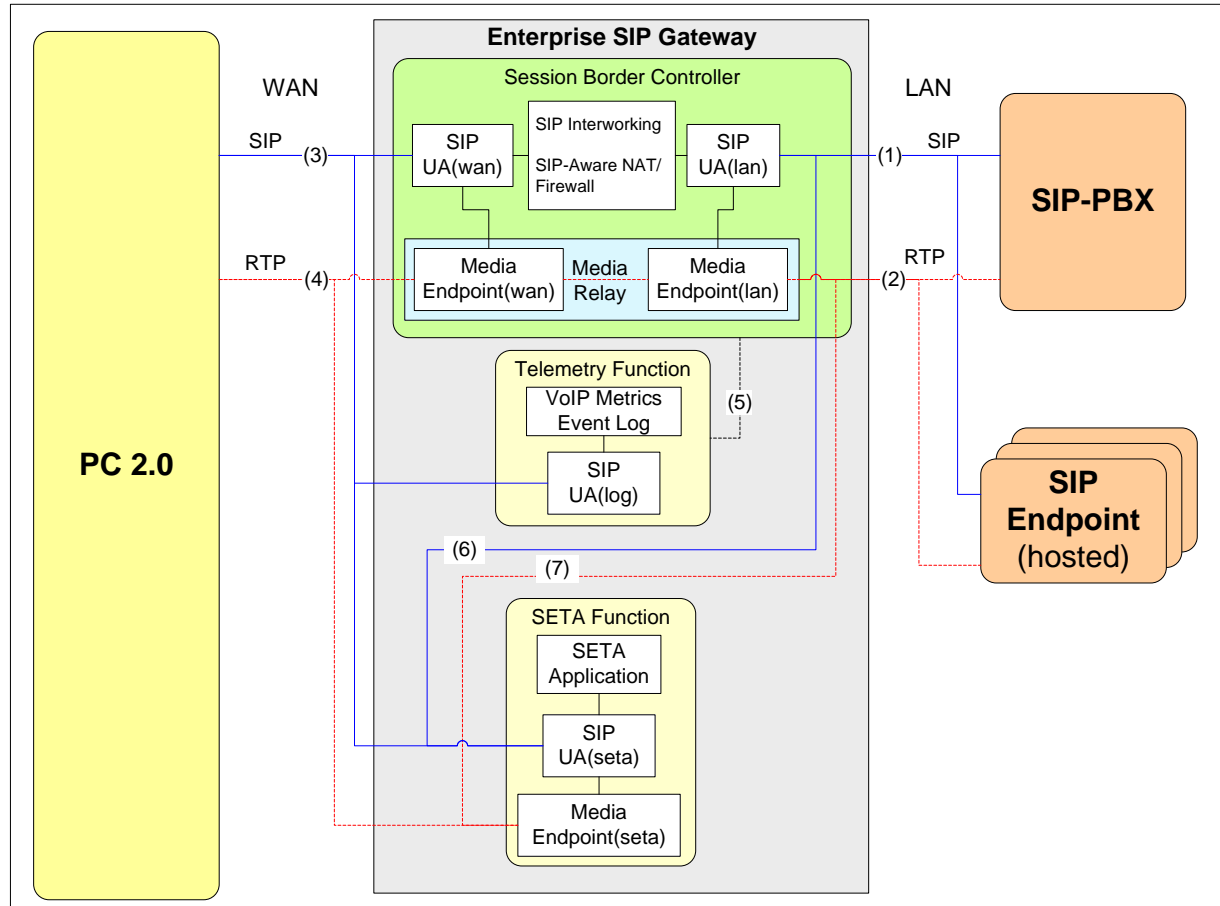 Enterprise SIP Gateway
Session Border Controller
WAN
LAN
SIP
(3)
SIP
UA(wan)
SIP Interworking
SIP-Aware NAT/
Firewall
SIP
UA(lan)
(1)
SIP
SIP-PBX
RTP
(4)
Media
Endpoint(wan)
Media
Relay
Media
Endpoint(lan)
(2)
RTP
Telemetry Function
VoIP Metrics
Event Log
(5)
SIP
UA(log)
PC 2.0
SIP
Endpoint
(hosted)
(6)
(7)
SETA Function
SETA
Application
SIP
UA(seta)
Media
Endpoint(seta)